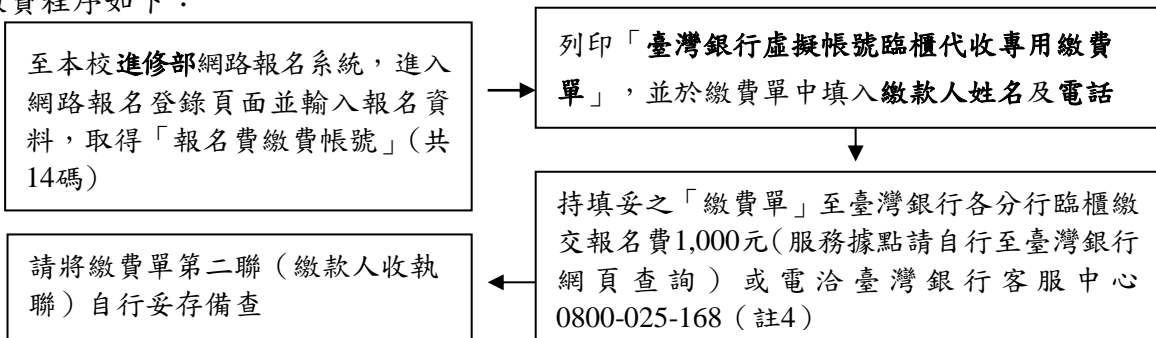 繳費程序如下：
至本校進修部網路報名系統，進入
網路報名登錄頁面並輸入報名資
料，取得「報名費繳費帳號」（共
14碼）
列印「臺灣銀行虛擬帳號臨櫃代收專用繳費
單」，並於繳費單中填入繳款人姓名及電話
持填妥之「繳費單」至臺灣銀行各分行臨櫃繳
交報名費1,000元（服務據點請自行至臺灣銀行
網頁查詢）或電洽臺灣銀行客服中心
0800-025-168（註4）
請將繳費單第二聯（繳款人收執
聯）自行妥存備查